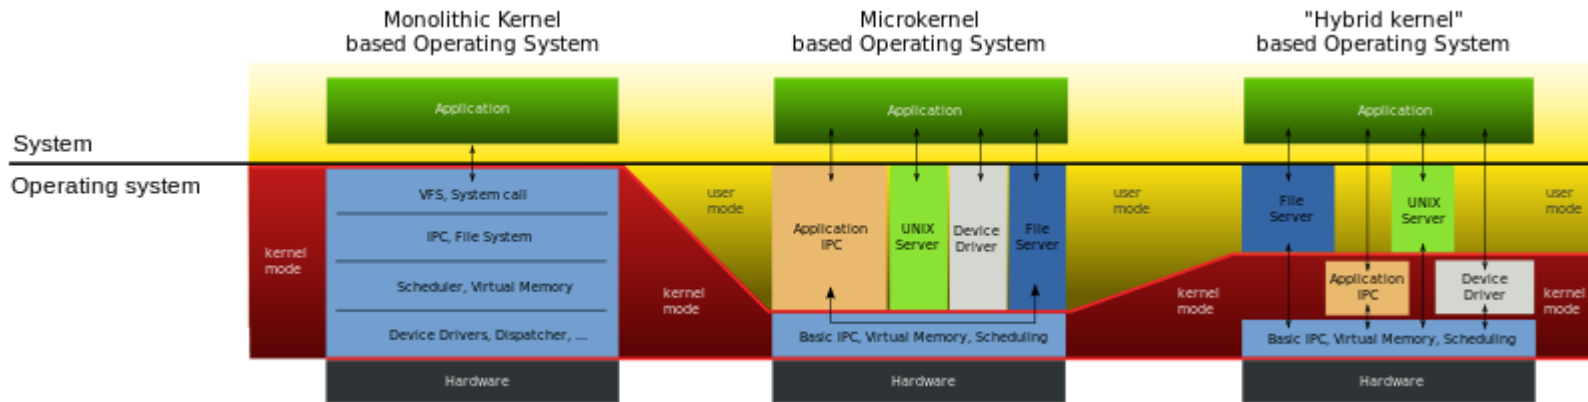 Monolithic Kernel
based Operating System
Microkernel
based Operating System
"Hybrid kernel"
based Operating System
Application
Application
Application
System
Operating system
kernel
mode
VFS, System call
IPC, File System
Scheduler, Virtual Memory
Device Drivers, Dispatcher, ...
Hardware
user
mode
kernel
mode
Application
IPC
UNIX
Server
Device
Driver
File
Server
Basic IPC, Virtual Memory, Scheduling
Hardware
user
mode
kernel
mode
File
Server
UNIX
Server
Application
IPC
Device
Driver
user
mode
kernel
mode
Basic IPC, Virtual Memory, Scheduling
Hardware